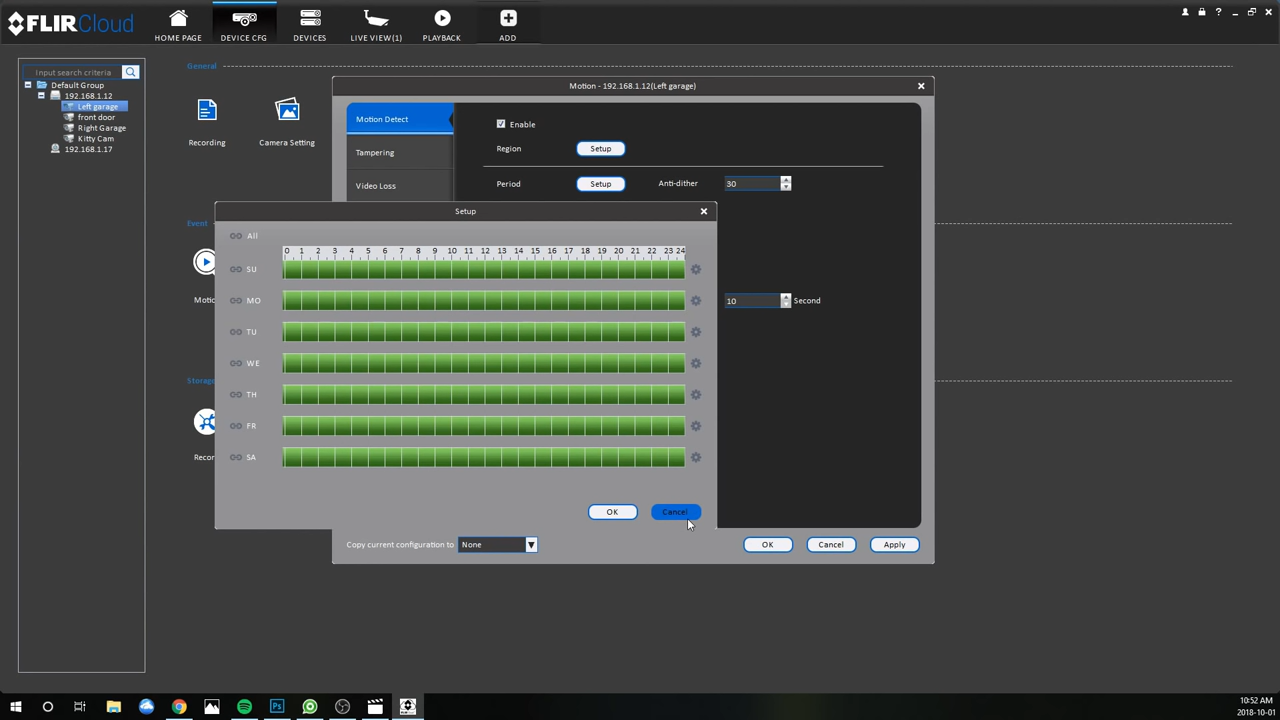 FLIR Cloud
HOME PAGE
DEVICE CFG
DEVICES
LIVE VIEW(1)
PLAYBACK
ADD
Input search criteria
Default Group
192.168.1.12
Left garage
front door
Right Garage
Kitty Cam
192.168.1.17
General
Recording
Camera Setting
Event
Motic
Storage
Recor
Motion - 192.168.1.12(Left garage)
Motion Detect
Tampering
Video Loss
Enable
Region Setup
Period Setup Anti-dither 30
10 Second
Setup
All
0 1 2 3 4 5 6 7 8 9 10 11 12 13 14 15 16 17 18 19 20 21 22 23 24
SU
MO
TU
WE
TH
FR
SA
OK Cancel
Copy current configuration to None
OK Cancel Apply
10:52 AM
2018-10-01